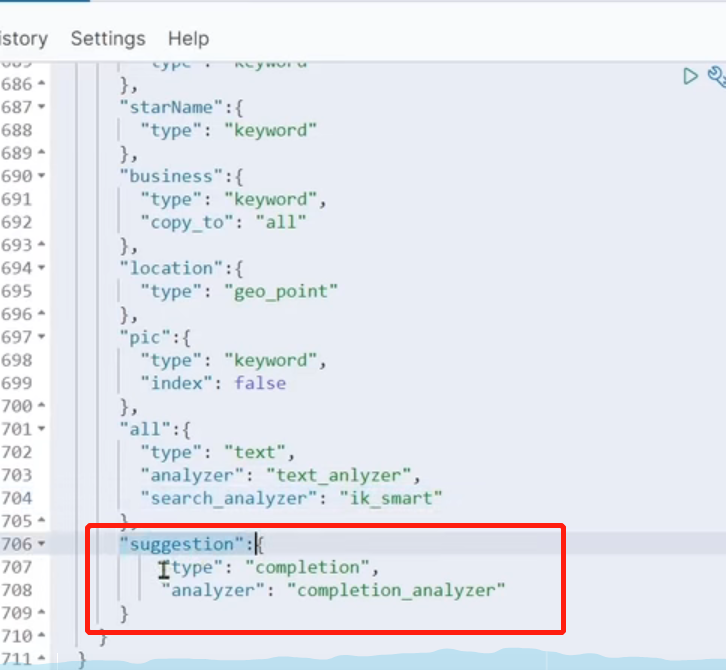 istory Settings Help
"type": "keyword"
686 },
687 "starName":{
688 "type": "keyword"
689 },
690 "business":{
691 "type": "keyword",
692 "copy_to": "all"
693 },
694 "location":{
695 "type": "geo_point"
696 },
697 "pic":{
698 "type": "keyword",
699 "index": false
700 },
701 "all":{
702 "type": "text",
703 "analyzer": "text_anlyzer",
704 "search_analyzer": "ik_smart"
705 },
706 "suggestion":{
707 "type": "completion",
708 "analyzer": "completion_analyzer"
709 }
710 }
711 }